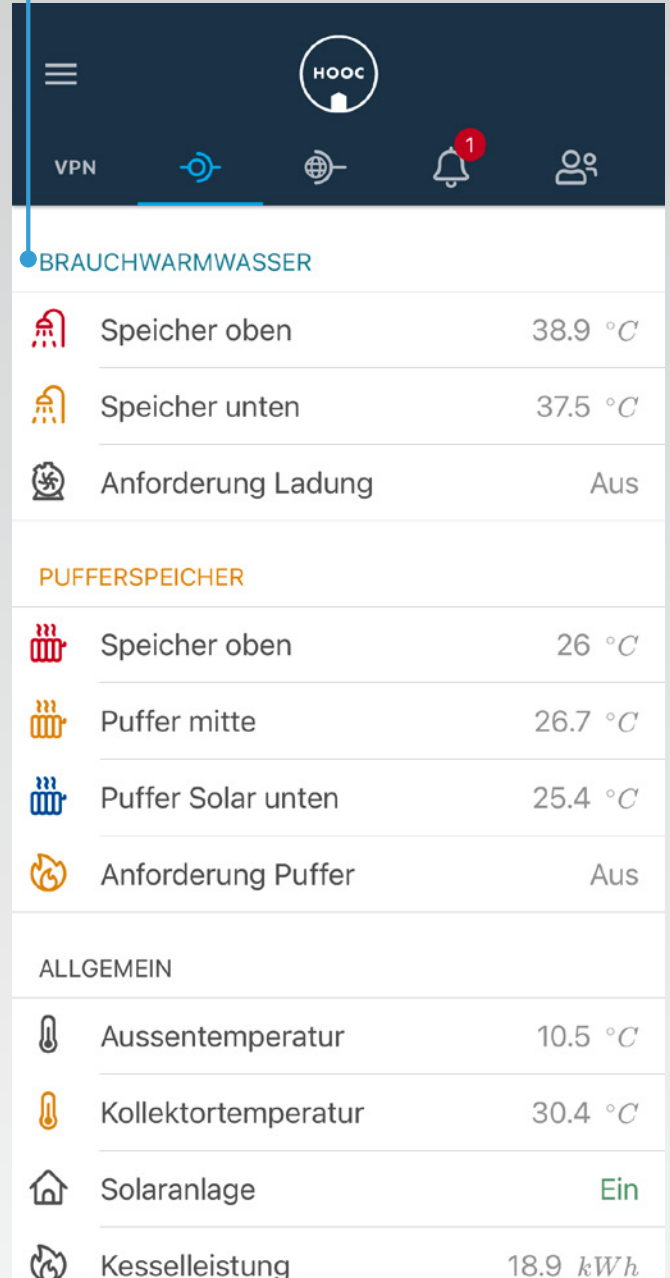 HOOC
VPN 1
BRAUCHWARMWASSER
Speicher oben 38.9 °C
Speicher unten 37.5 °C
Anforderung Ladung Aus
PUFFERSPEICHER
Speicher oben 26 °C
Puffer mitte 26.7 °C
Puffer Solar unten 25.4 °C
Anforderung Puffer Aus
ALLGEMEIN
Aussentemperatur 10.5 °C
Kollektortemperatur 30.4 °C
Solaranlage Ein
Kesselleistung 18.9 kWh